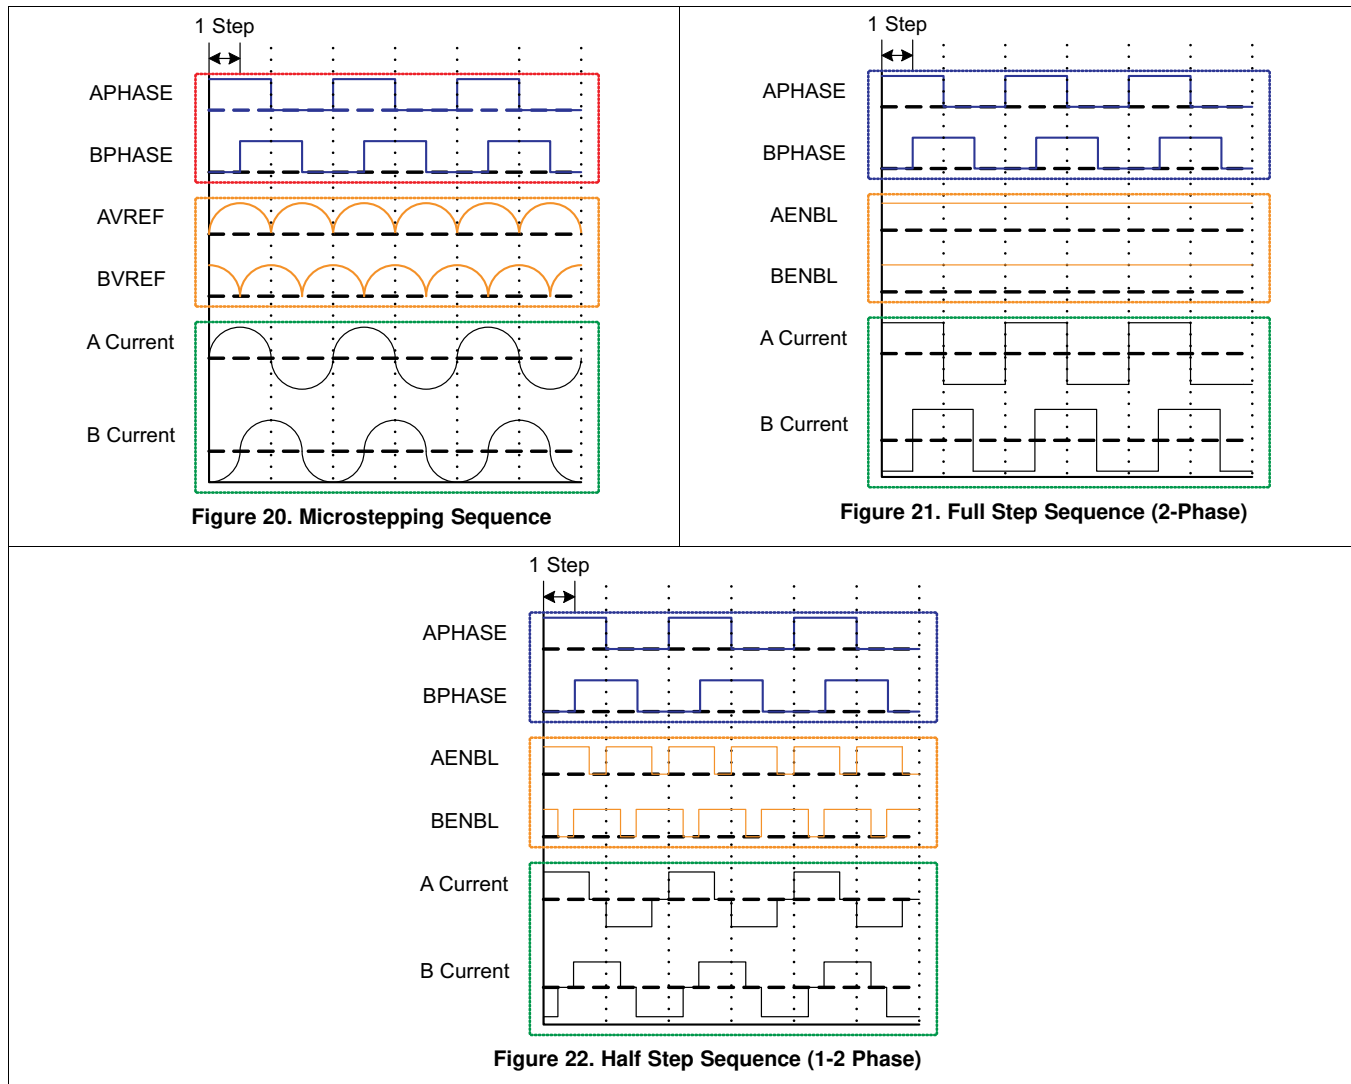 1 Step
APHASE
BPHASE
AVREF
BVREF
A Current
B Current
Figure 20. Microstepping Sequence
1 Step
APHASE
BPHASE
AENBL
BENBL
A Current
B Current
Figure 21. Full Step Sequence (2-Phase)
1 Step
APHASE
BPHASE
AENBL
BENBL
A Current
B Current
Figure 22. Half Step Sequence (1-2 Phase)